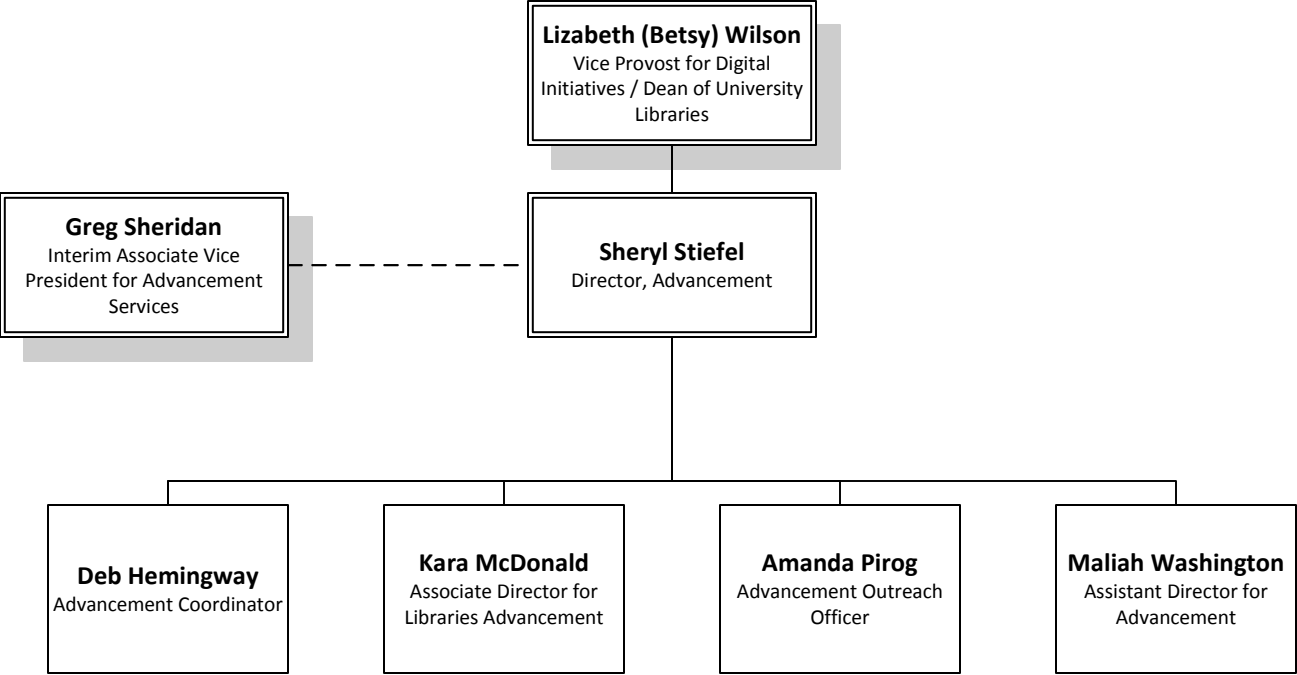 Lizabeth (Betsy) Wilson
Vice Provost for Digital
Initiatives / Dean of University
Libraries
Greg Sheridan
Interim Associate Vice
President for Advancement
Services
Sheryl Stiefel
Director, Advancement
Deb Hemingway
Advancement Coordinator
Kara McDonald
Associate Director for
Libraries Advancement
Amanda Pirog
Advancement Outreach
Officer
Maliah Washington
Assistant Director for
Advancement